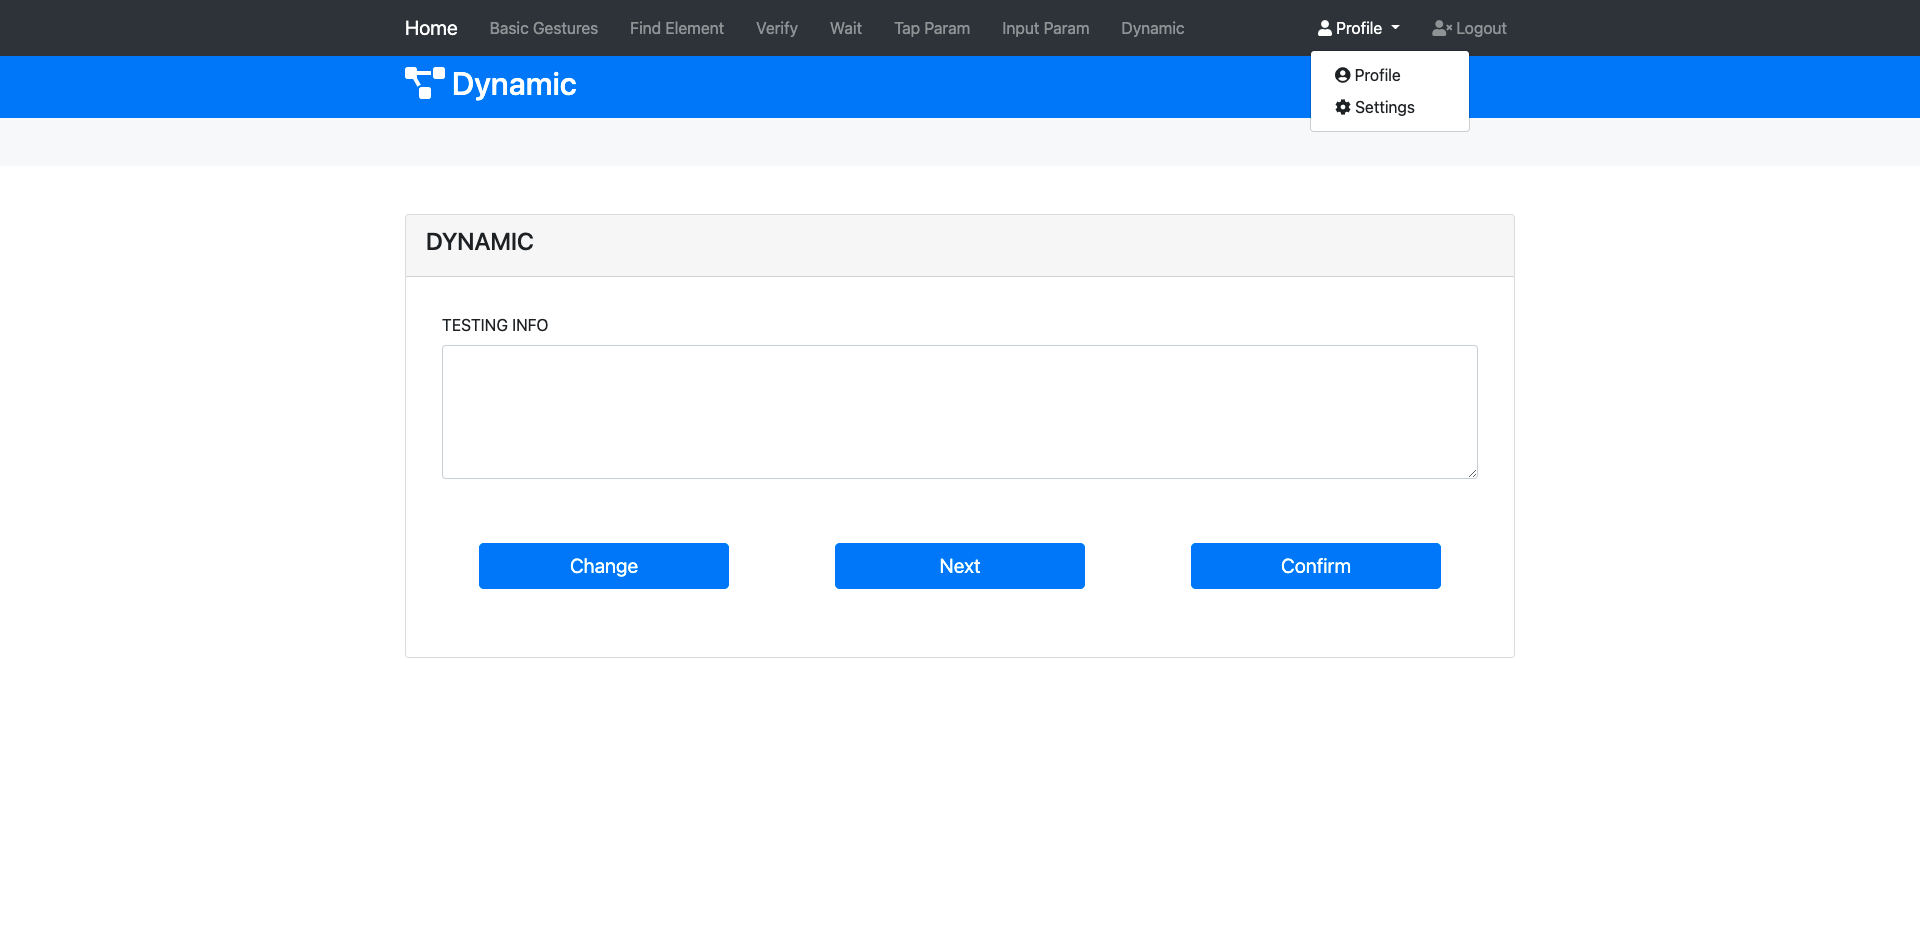 Home Basic Gestures Find Element Verify Wait Tap Param Input Param Dynamic Profile Logout
Dynamic
Profile
Settings
DYNAMIC
TESTING INFO
Change Next Confirm